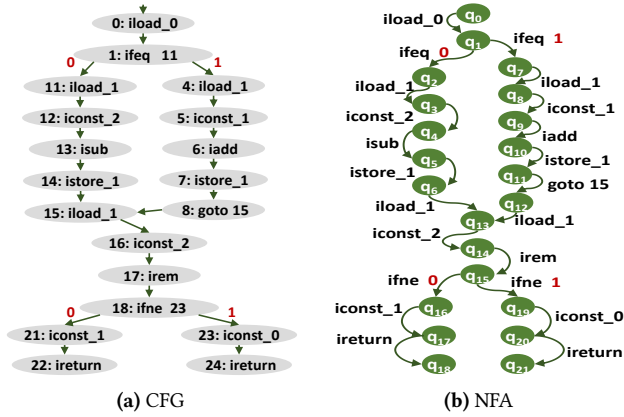 0: iload_0
0
1: ifeq 11
1
11: iload_1
4: iload_1
12: iconst_2
5: iconst_1
13: isub
6: iadd
14: istore_1
7: istore_1
15: iload_1
8: goto 15
16: iconst_2
17: irem
0
18: ifne 23
1
21: iconst_1
23: iconst_0
22: ireturn
24: ireturn
(a) CFG
iload_0
q0
q1
ifeq 0
ifeq 1
q2
q7
iload_1
iload_1
q3
q8
iconst_2
iconst_1
q4
q9
isub
iadd
q5
q10
istore_1
istore_1
q6
q11
goto 15
q12
iload_1
iload_1
q13
iconst_2
q14
irem
q15
ifne 0
ifne 1
iconst_1
q16
q19
iconst_0
q17
q20
ireturn
ireturn
q18
q21
(b) NFA